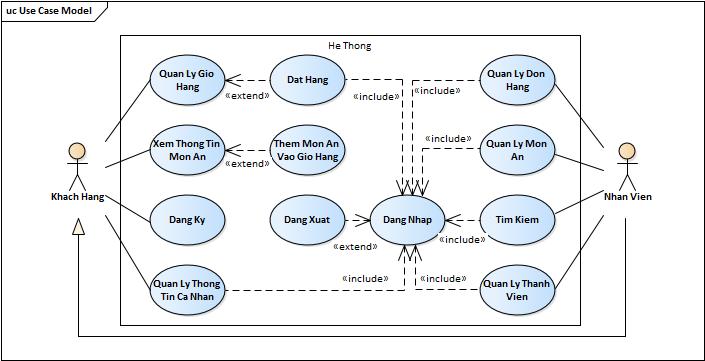 uc Use Case Model
He Thong
Quan Ly Gio
Hang
Dat Hang
Quan Ly Don
Hang
«extend»
«include»
«include»
Xem Thong Tin
Mon An
Them Mon An
Vao Gio Hang
Quan Ly Mon
An
«extend»
«include»
Khach Hang
Nhan Vien
Dang Ky
Dang Xuat
Dang Nhap
Tim Kiem
«extend»
«include»
Quan Ly Thong
Tin Ca Nhan
Quan Ly Thanh
Vien
«include»
«include»